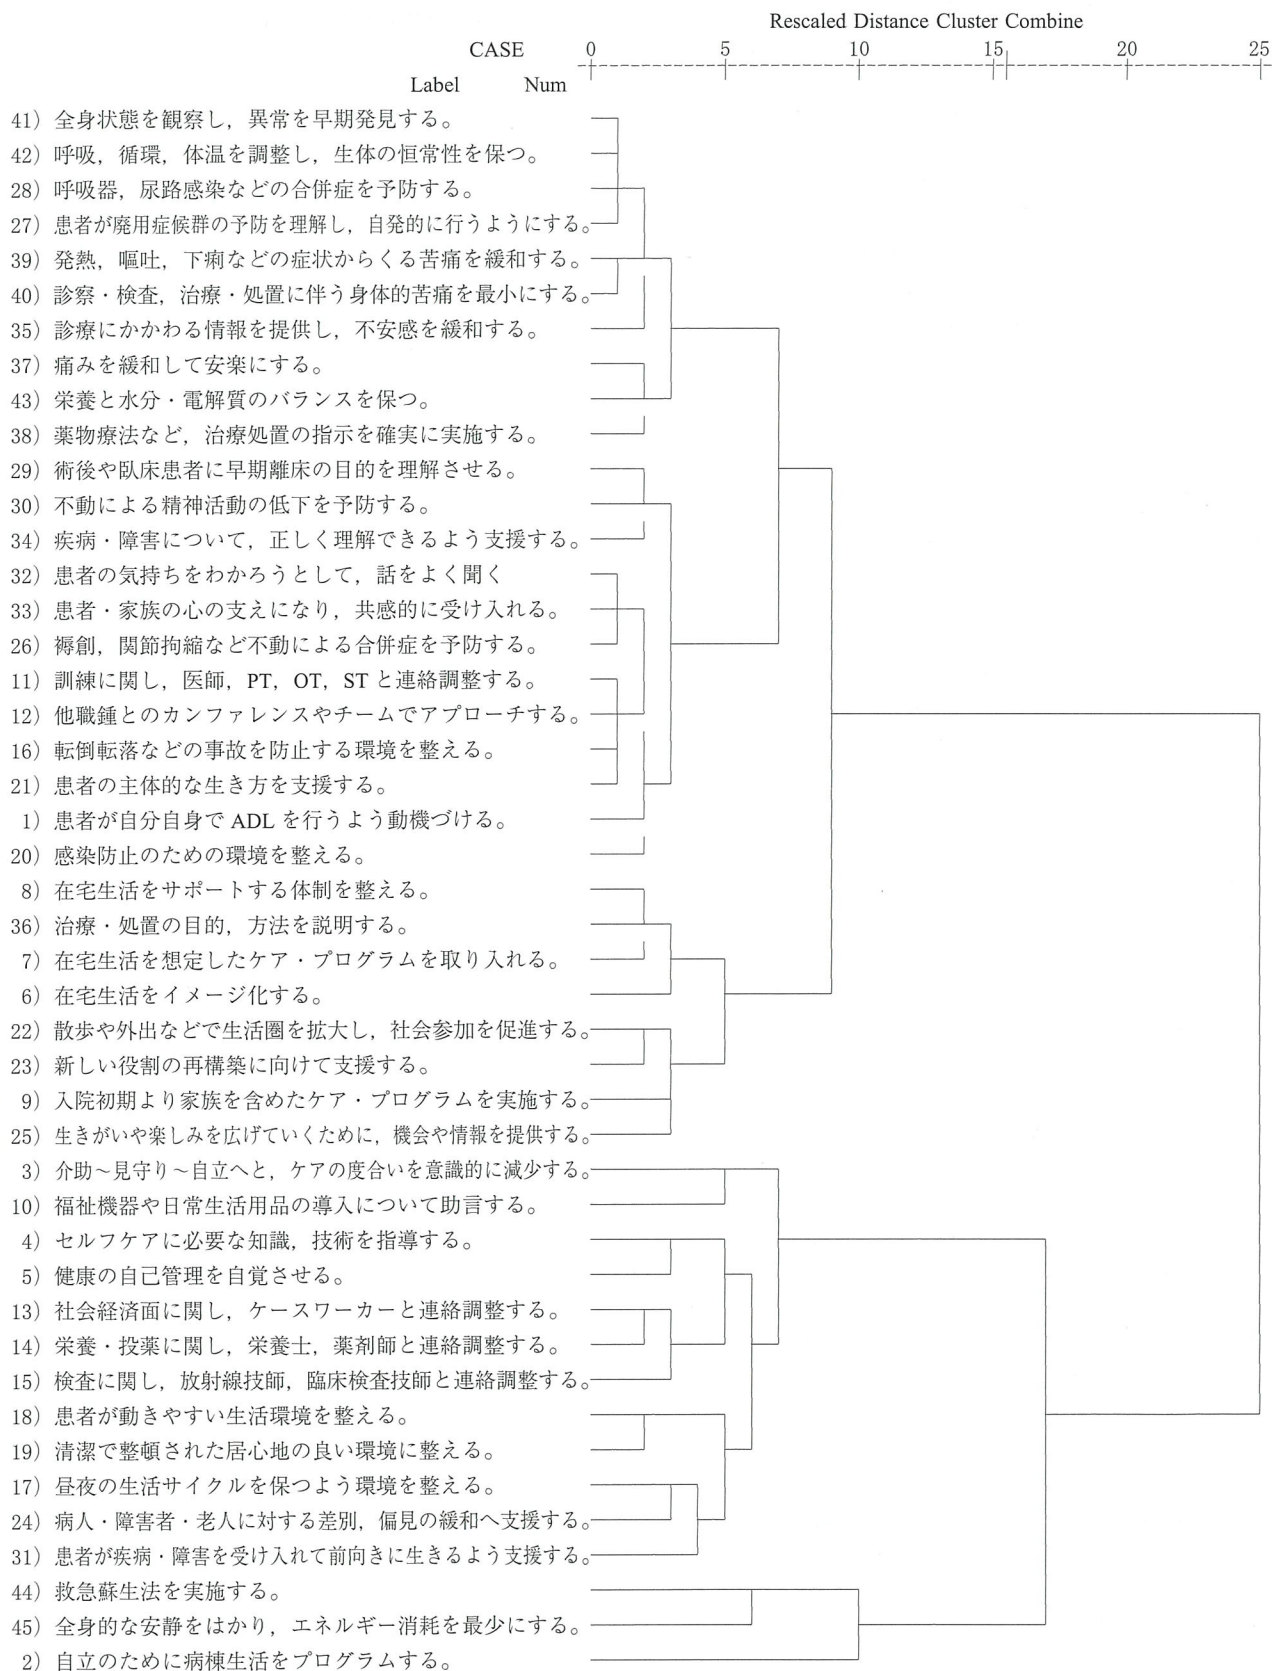 Rescaled Distance Cluster Combine
CASE 0 5 10 15 20 25
Label Num
41）全身状態を観察し，異常を早期発見する。
42）呼吸，循環，体温を調整し，生体の恒常性を保つ。
28）呼吸器，尿路感染などの合併症を予防する。
27）患者が廃用症候群の予防を理解し，自発的に行うようにする。
39）発熱，嘔吐，下痢などの症状からくる苦痛を緩和する。
40）診察・検査，治療・処置に伴う身体的苦痛を最小にする。
35）診療にかかわる情報を提供し，不安感を緩和する。
37）痛みを緩和して安楽にする。
43）栄養と水分・電解質のバランスを保つ。
38）薬物療法など，治療処置の指示を確実に実施する。
29）術後や臥床患者に早期離床の目的を理解させる。
30）不動による精神活動の低下を予防する。
34）疾病・障害について，正しく理解できるよう支援する。
32）患者の気持ちをわかろうとして，話をよく聞く
33）患者・家族の心の支えになり，共感的に受け入れる。
26）褥創，関節拘縮など不動による合併症を予防する。
11）訓練に関し，医師，PT，OT，STと連絡調整する。
12）他職鍾とのカンファレンスやチームでアプローチする。
16）転倒転落などの事故を防止する環境を整える。
21）患者の主体的な生き方を支援する。
1）患者が自分自身でADLを行うよう動機づける。
20）感染防止のための環境を整える。
8）在宅生活をサポートする体制を整える。
36）治療・処置の目的，方法を説明する。
7）在宅生活を想定したケア・プログラムを取り入れる。
6）在宅生活をイメージ化する。
22）散歩や外出などで生活圏を拡大し，社会参加を促進する。
23）新しい役割の再構築に向けて支援する。
9）入院初期より家族を含めたケア・プログラムを実施する。
25）生きがいや楽しみを広げていくために，機会や情報を提供する。
3）介助～見守り～自立へと，ケアの度合いを意識的に減少する。
10）福祉機器や日常生活用品の導入について助言する。
4）セルフケアに必要な知識，技術を指導する。
5）健康の自己管理を自覚させる。
13）社会経済面に関し，ケースワーカーと連絡調整する。
14）栄養・投薬に関し，栄養士，薬剤師と連絡調整する。
15）検査に関し，放射線技師，臨床検査技師と連絡調整する。
18）患者が動きやすい生活環境を整える。
19）清潔で整頓された居心地の良い環境に整える。
17）昼夜の生活サイクルを保つよう環境を整える。
24）病人・障害者・老人に対する差別，偏見の緩和へ支援する。
31）患者が疾病・障害を受け入れて前向きに生きるよう支援する。
44）救急蘇生法を実施する。
45）全身的な安静をはかり，エネルギー消耗を最少にする。
2）自立のために病棟生活をプログラムする。